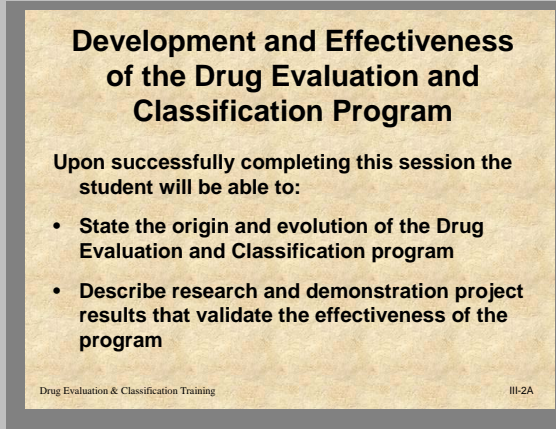 Development and Effectiveness
of the Drug Evaluation and
Classification Program
Upon successfully completing this session the
student will be able to:
• State the origin and evolution of the Drug
Evaluation and Classification program
• Describe research and demonstration project
results that validate the effectiveness of the
program
Drug Evaluation & Classification Training
III-2A